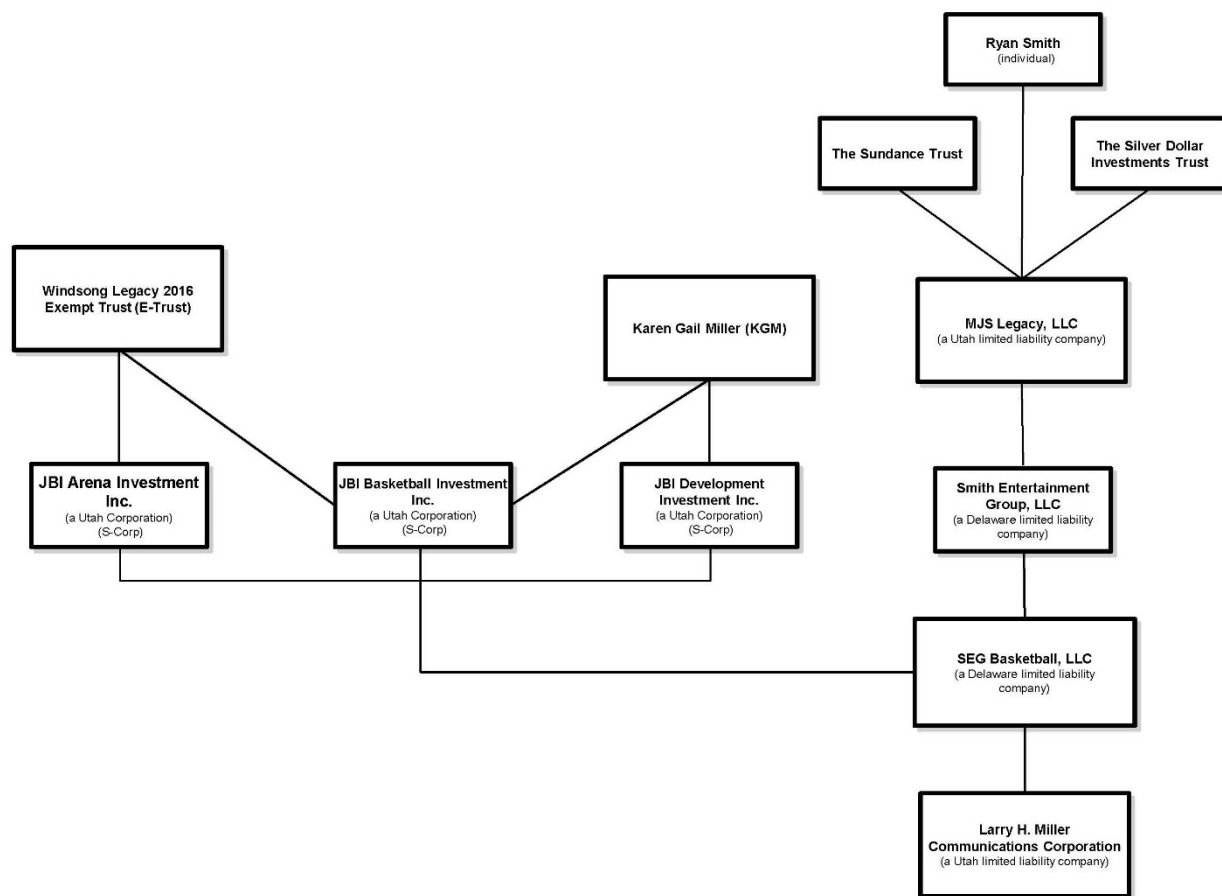 Ryan Smith
(individual)
The Sundance Trust
The Silver Dollar
Investments Trust
Windsong Legacy 2016
Exempt Trust (E-Trust)
Karen Gail Miller (KGM)
MJS Legacy, LLC
(a Utah limited liability company)
JBI Arena Investment
Inc.
(a Utah Corporation)
(S-Corp)
JBI Basketball Investment
Inc.
(a Utah Corporation)
(S-Corp)
JBI Development
Investment Inc.
(a Utah Corporation)
(S-Corp)
Smith Entertainment
Group, LLC
(a Delaware limited liability
company)
SEG Basketball, LLC
(a Delaware limited liability
company)
Larry H. Miller
Communications Corporation
(a Utah limited liability company)